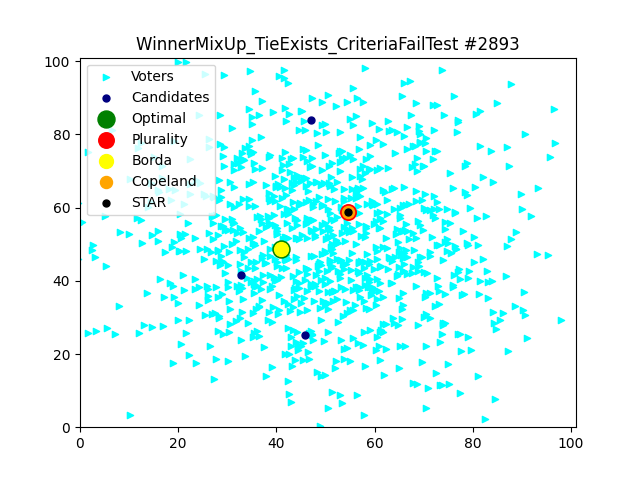 WinnerMixUp_TieExists_CriteriaFailTest #2893
100
80
60
40
20
0
Voters
Candidates
Optimal
Plurality
Borda
Copeland
STAR
0 20 40 60 80 100